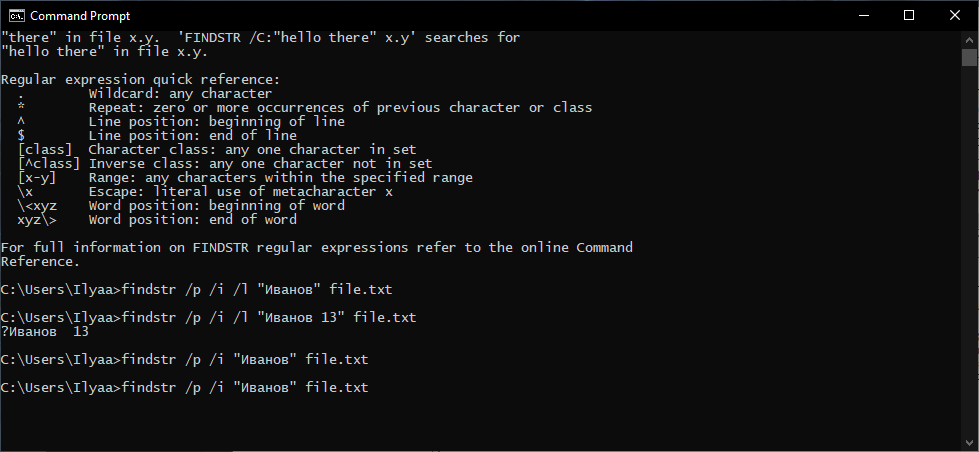 Command Prompt
"there" in file x.y.  'FINDSTR /C:"hello there" x.y' searches for
"hello there" in file x.y.
Regular expression quick reference:
  .        Wildcard: any character
  *        Repeat: zero or more occurrences of previous character or class
  ^        Line position: beginning of line
  $        Line position: end of line
  [class]  Character class: any one character in set
  [^class] Inverse class: any one character not in set
  [x-y]    Range: any characters within the specified range
  \x       Escape: literal use of metacharacter x
  \<xyz    Word position: beginning of word
  xyz\>    Word position: end of word
For full information on FINDSTR regular expressions refer to the online Command
Reference.
C:\Users\Ilyaa>findstr /p /i /l "Иванов" file.txt
C:\Users\Ilyaa>findstr /p /i /l "Иванов 13" file.txt
?Иванов  13
C:\Users\Ilyaa>findstr /p /i "Иванов" file.txt
C:\Users\Ilyaa>findstr /p /i "Иванов" file.txt